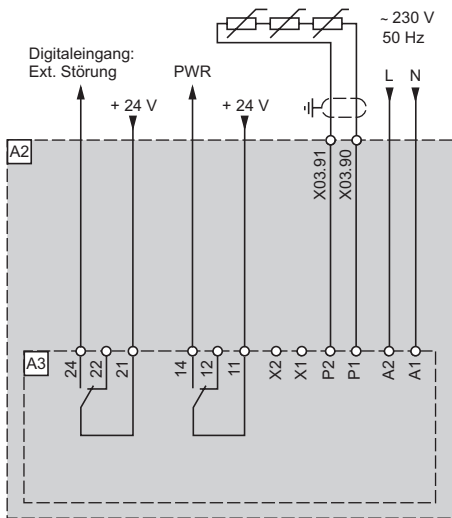 ~ 230 V
50 Hz
Digitaleingang:
Ext. Störung
PWR
L
N
+ 24 V
+ 24 V
A2
X03.91
X03.90
A3
24
22
21
14
12
11
X2
X1
P2
P1
A2
A1